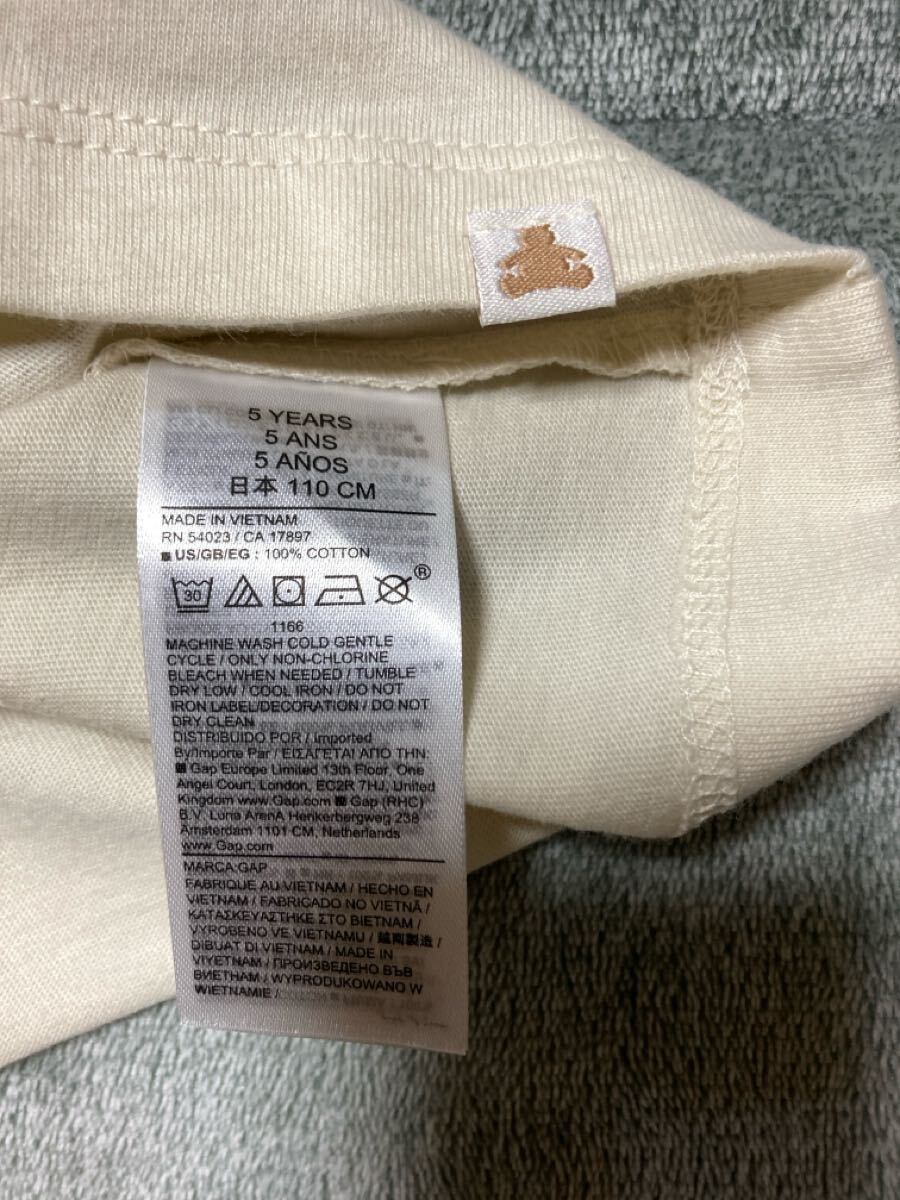 5 YEARS
5 ANS
5 AÑOS
日本 110 CM
MADE IN VIETNAM
RN 54023 / CA 17897
■ US/GB/EG : 100% COTTON
30
®
1166
MACHINE WASH COLD GENTLE
CYCLE / ONLY NON-CHLORINE
BLEACH WHEN NEEDED / TUMBLE
DRY LOW / COOL IRON / DO NOT
IRON LABEL/DECORATION / DO NOT
DRY CLEAN
DISTRIBUIDO POR / Imported
By/Importe Par / ΕΙΣΑΓΕΤΑΙ ΑΠΟ ΤΗΝ:
■ Gap Europe Limited 13th Floor, One
Angel Court, London, EC2R 7HJ, United
Kingdom www.Gap.com ■ Gap (RHC)
B.V. Luna ArenA Henkerbergweg 238
Amsterdam 1101 CM, Netherlands
www.Gap.com
MARCA:GAP
FABRIQUE AU VIETNAM / HECHO EN
VIETNAM / FABRICADO NO VIETNÃ /
ΚΑΤΑΣΚΕΥΑΣΤΗΚΕ ΣΤΟ ΒΙΕΤΝΑΜ /
VYROBENO VE VIETNAMU / 越南製造 /
DIBUAT DI VIETNAM / MADE IN
VIYETNAM / ПРОИЗВЕДЕНО ВЪВ
ВИЕТНАМ / WYPRODUKOWANO W
WIETNAMIE /